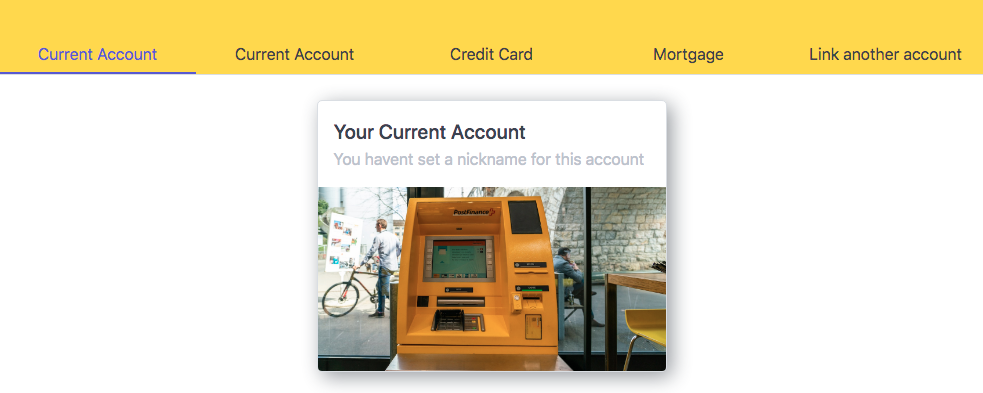 Current Account
Current Account
Credit Card
Mortgage
Link another account
Your Current Account
You havent set a nickname for this account
PostFinance